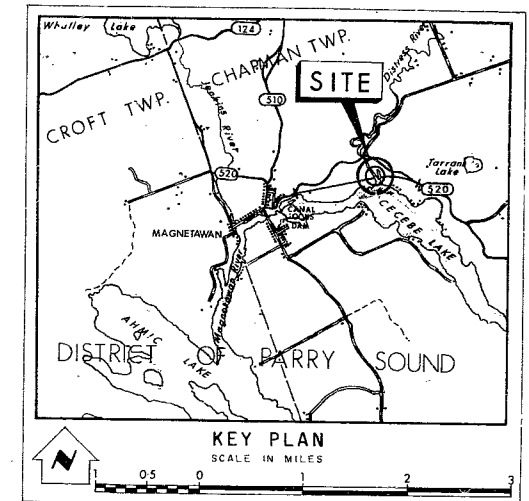 Whalley
Lake
124
CHAPMAN TWP.
Distress River
SITE
CROFT TWP.
Jenkins River
510
Tarrant
Lake
520
520
CANAL
LOCKS
DAM
MAGNETAWAN
CECEBE LAKE
Magnetawan River
AHMIC
LAKE
DISTRICT OF PARRY SOUND
KEY PLAN
SCALE IN MILES
N
1 0·5 0 1 2 3